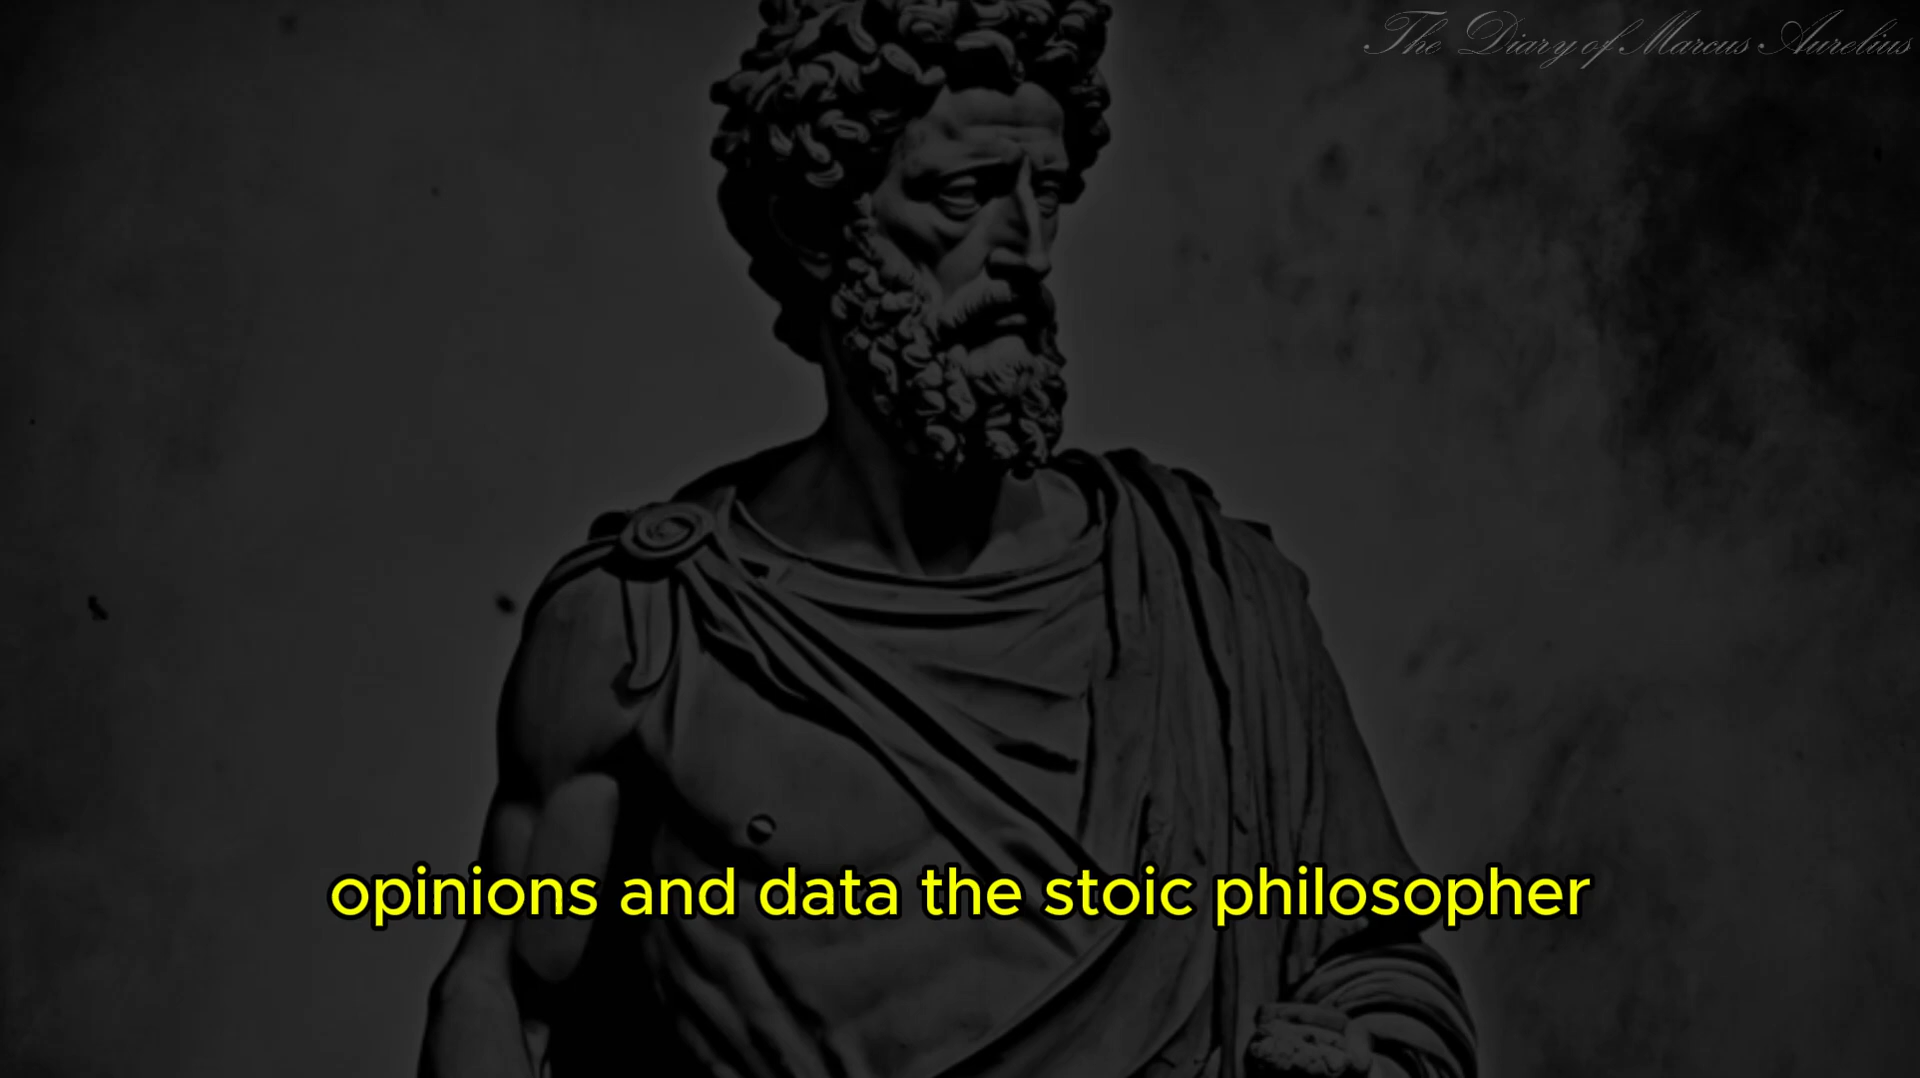 The Diary of Marcus Aurelius
opinions and data the stoic philosopher